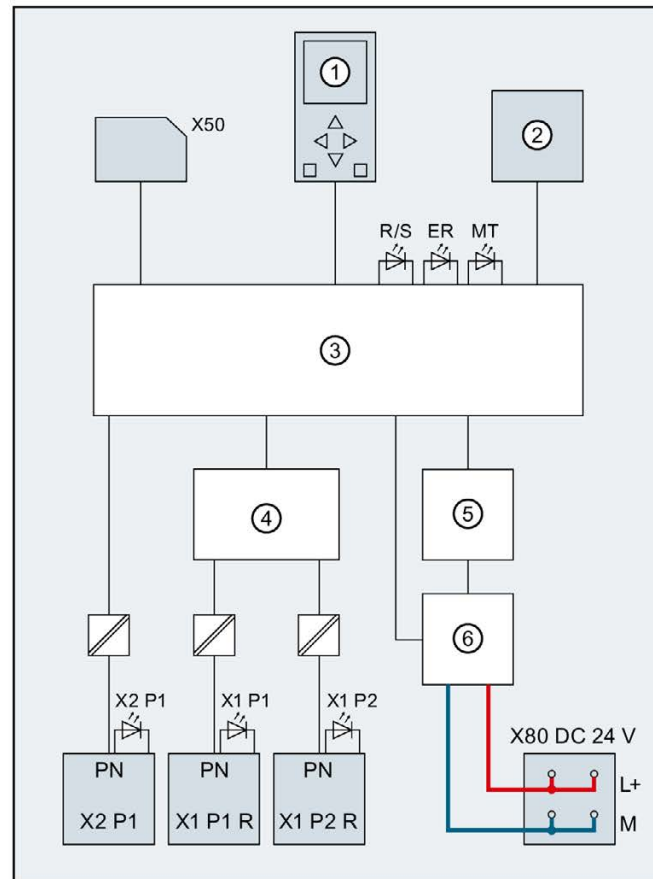 ①
X50
②
R/S ER MT
③
④
⑤
⑥
X2 P1 X1 P1 X1 P2
X80 DC 24 V
PN PN PN
L+
X2 P1 X1 P1 R X1 P2 R
M